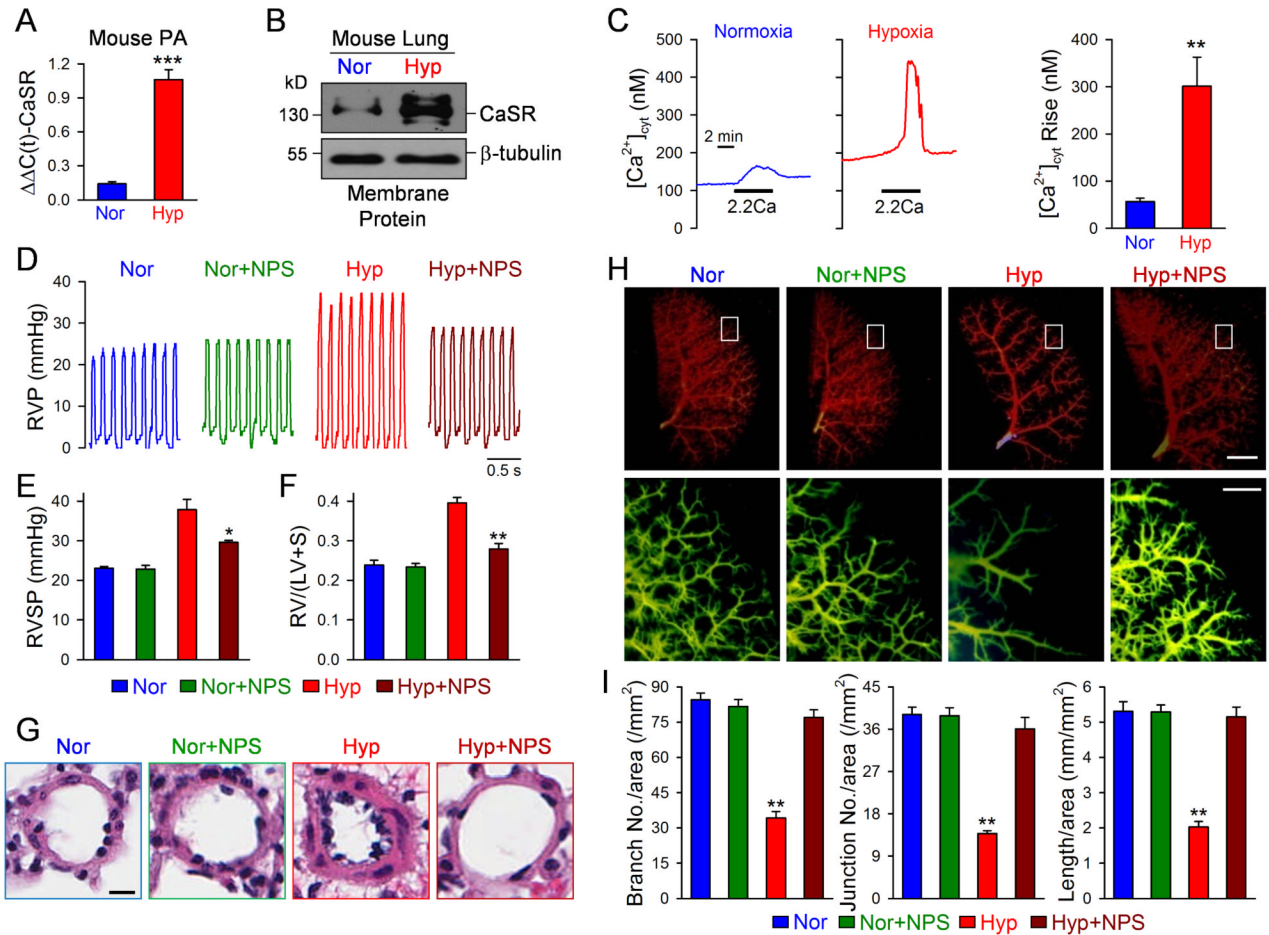 A
Mouse PA
ΔΔC(t)-CaSR
1.2
0.9
0.6
0.3
0.0
***
Nor
Hyp
B
Mouse Lung
Nor
Hyp
kD
130
55
CaSR
β-tubulin
Membrane
Protein
C
Normoxia
Hypoxia
[Ca2+]cyt (nM)
500
400
300
200
100
0
2 min
2.2Ca
2.2Ca
[Ca2+]cyt Rise (nM)
400
300
200
100
0
**
Nor
Hyp
D
Nor
Nor+NPS
Hyp
Hyp+NPS
RVP (mmHg)
40
30
20
10
0
0.5 s
E
RVSP (mmHg)
40
30
20
10
0
*
F
RV/(LV+S)
0.4
0.2
0.0
**
Nor
Nor+NPS
Hyp
Hyp+NPS
G
Nor
Nor+NPS
Hyp
Hyp+NPS
H
Nor
Nor+NPS
Hyp
Hyp+NPS
I
Branch No./area (/mm2)
90
75
60
45
30
15
0
**
Junction No./area (/mm2)
45
36
27
18
9
0
**
Length/area (mm/mm2)
6
5
4
3
2
1
0
**
Nor
Nor+NPS
Hyp
Hyp+NPS